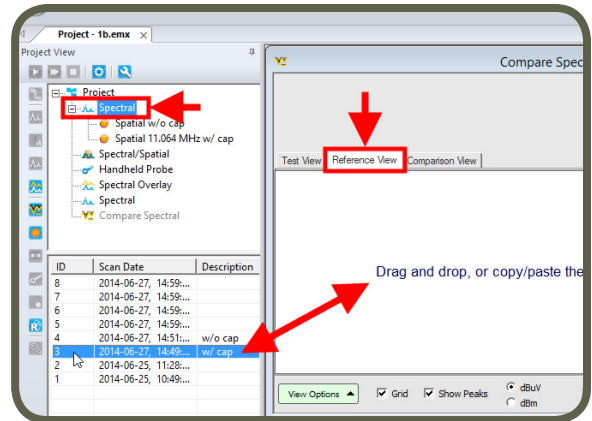 Project - 1b.emx x
Project View
Project
Spectral
Spatial w/o cap
Spatial 11.064 MHz w/ cap
Spectral/Spatial
Handheld Probe
Spectral Overlay
Spectral
Compare Spectral
ID Scan Date Description
8 2014-06-27, 14:59:...
7 2014-06-27, 14:59:...
6 2014-06-27, 14:59:...
5 2014-06-27, 14:59:...
4 2014-06-27, 14:51:... w/o cap
3 2014-06-27, 14:49:... w/ cap
2 2014-06-25, 11:28:...
1 2014-06-25, 10:49:...
Compare Spec
Test View Reference View Comparison View
Drag and drop, or copy/paste the
View Options Grid Show Peaks dBuV
dBm